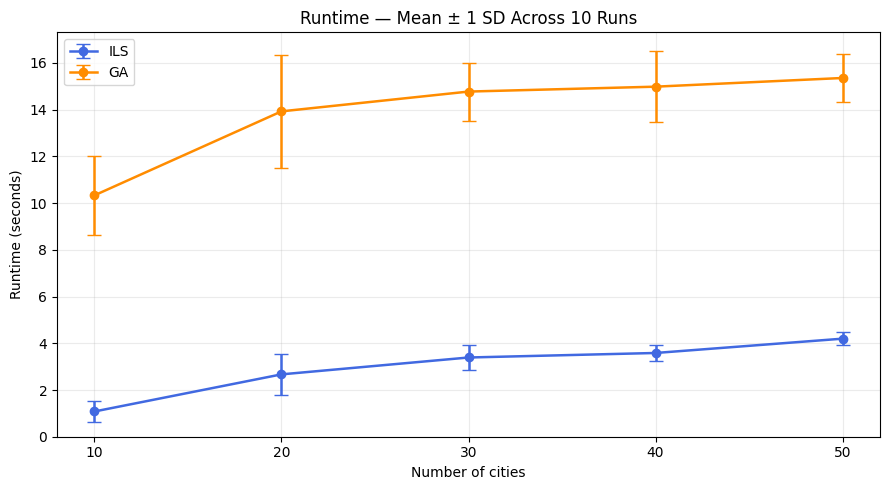 Runtime — Mean ± 1 SD Across 10 Runs
ILS
GA
Runtime (seconds)
16
14
12
10
8
6
4
2
0
10 20 30 40 50
Number of cities